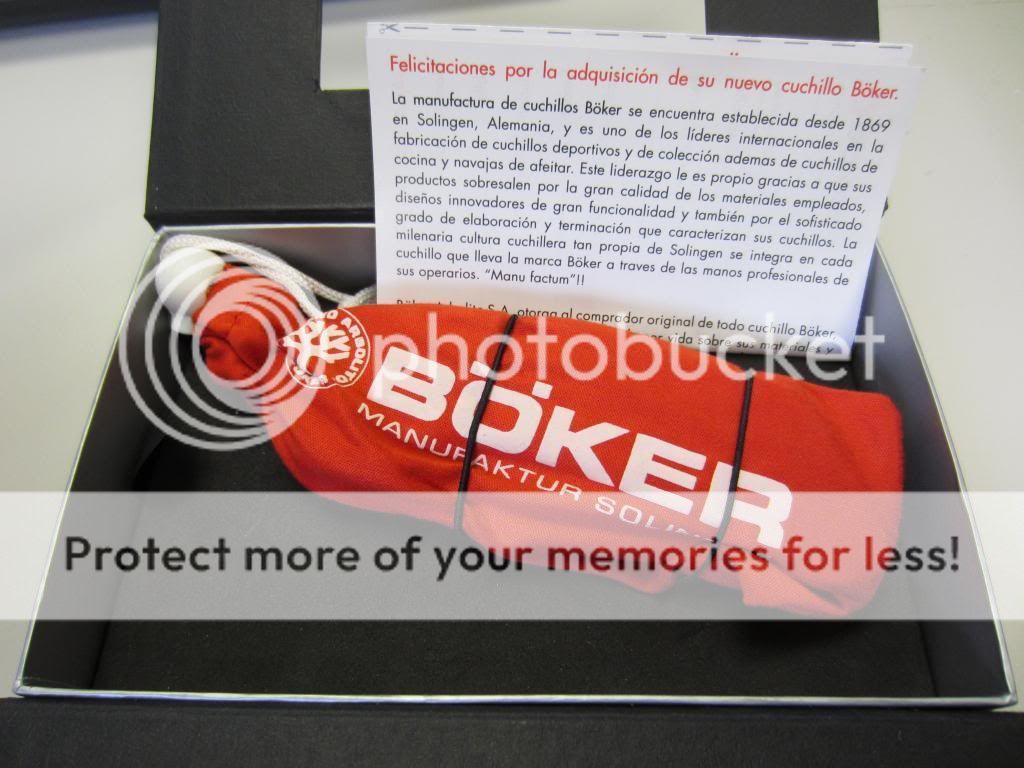 Felicitaciones por la adquisición de su nuevo cuchillo Böker.
La manufactura de cuchillos Böker se encuentra establecida desde 1869
en Solingen, Alemania, y es uno de los líderes internacionales en la
fabricación de cuchillos deportivos y de colección ademas de cuchillos de
cocina y navajas de afeitar. Este liderazgo le es propio gracias a que sus
productos sobresalen por la gran calidad de los materiales empleados,
diseños innovadores de gran funcionalidad y también por el sofisticado
grado de elaboración y terminación que caracterizan sus cuchillos. La
milenaria cultura cuchillera tan propia de Solingen se integra en cada
cuchillo que lleva la marca Böker a traves de las manos profesionales de
sus operarios. "Manu factum"!!
S.A. otorga al comprador original de todo cuchillo Böker,
por vida sobre sus materiales y
ARBOLITO
BÖKER
MANUFAKTUR
photobucket
Protect more of your memories for less!